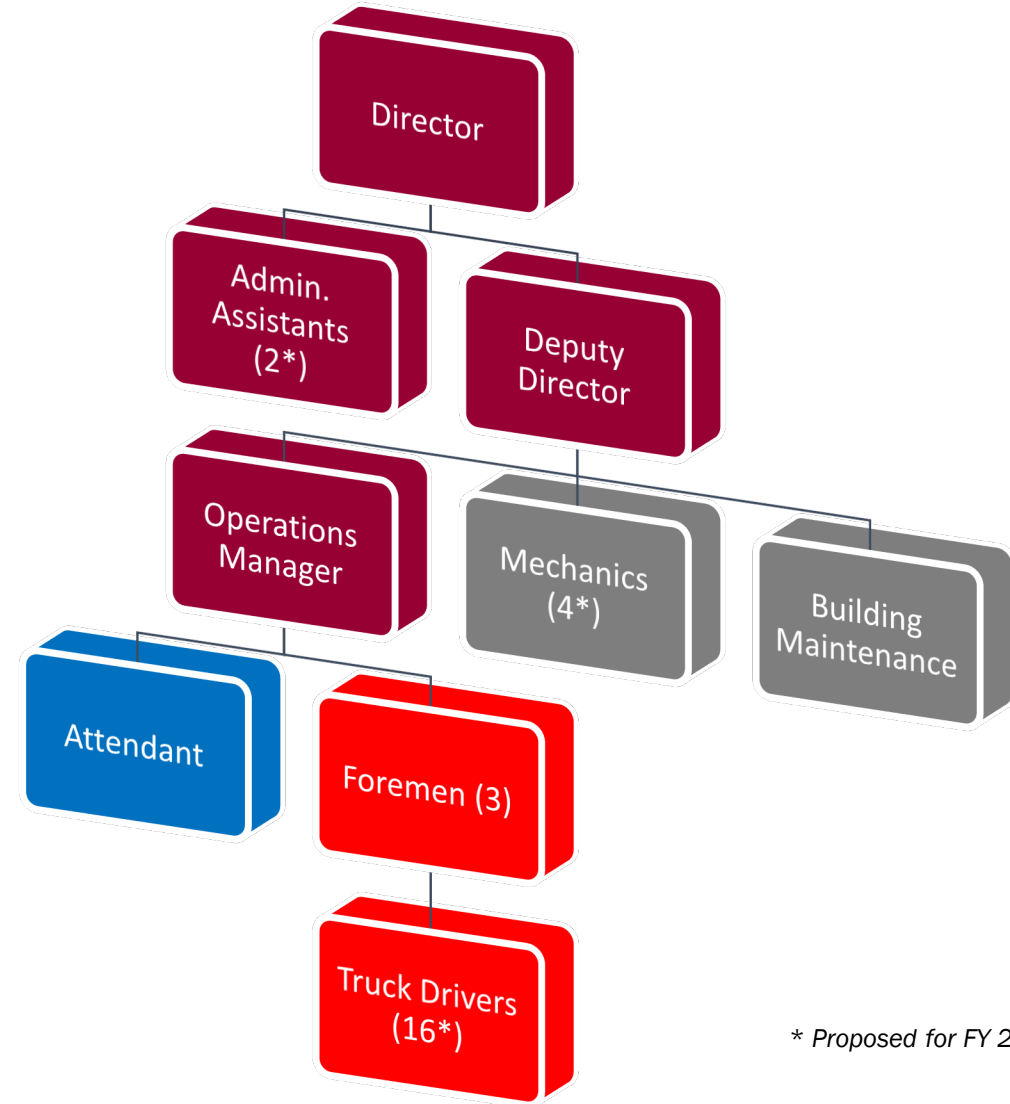 Director
Admin.
Assistants
(2*)
Deputy
Director
Operations
Manager
Mechanics
(4*)
Building
Maintenance
Attendant
Foremen (3)
Truck Drivers
(16*)
* Proposed for FY 2